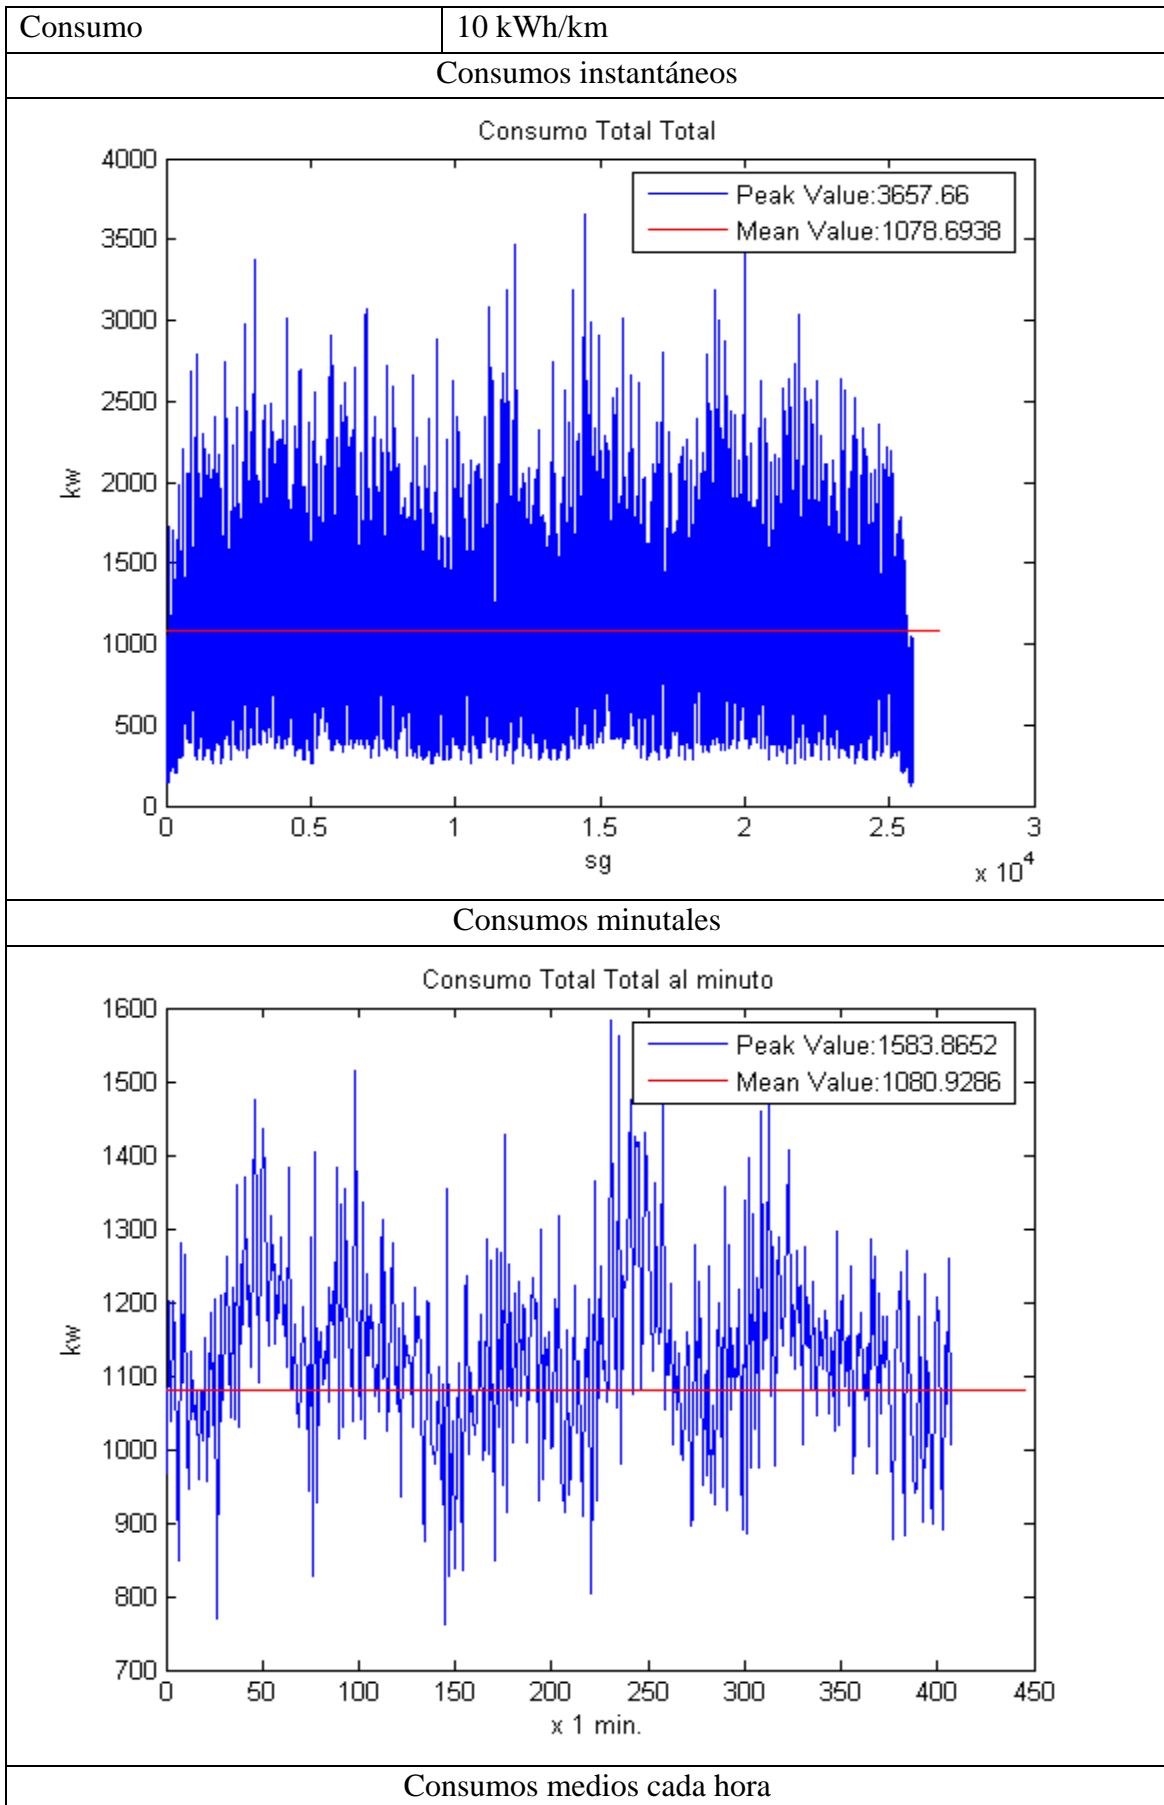 Consumo 10 kWh/km
Consumos instantáneos
Consumo Total Total
Peak Value:3657.66
Mean Value:1078.6938
4000
3500
3000
2500
2000
1500
1000
500
0
kw
0 0.5 1 1.5 2 2.5 3
sg
x 10^4
Consumos minutales
Consumo Total Total al minuto
Peak Value:1583.8652
Mean Value:1080.9286
1600
1500
1400
1300
1200
1100
1000
900
800
700
kw
0 50 100 150 200 250 300 350 400 450
x 1 min.
Consumos medios cada hora